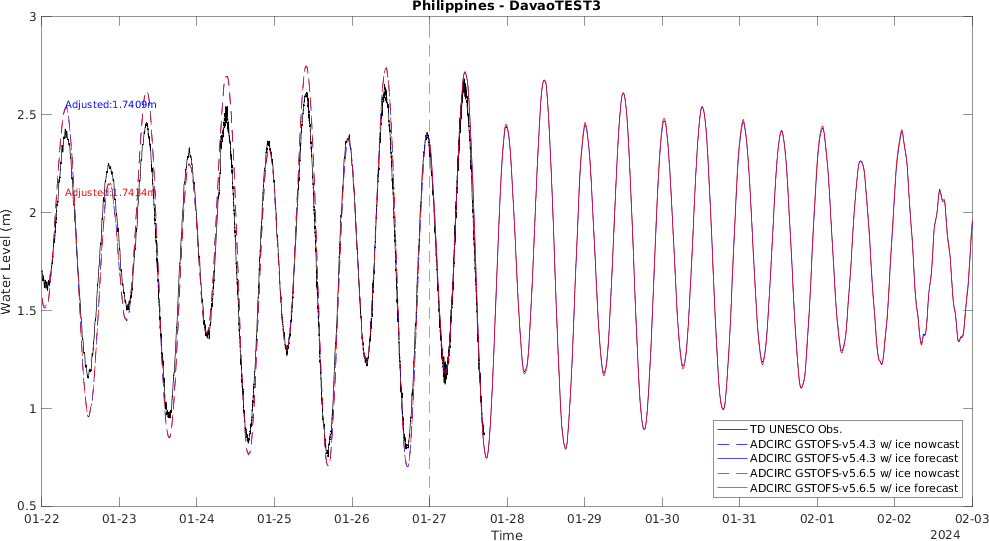 Philippines - DavaoTEST3
3
2.5
2
1.5
1
0.5
Water Level (m)
Adjusted:1.7409m
Adjusted:1.7434m
TD UNESCO Obs.
ADCIRC GSTOFS-v5.4.3 w/ ice nowcast
ADCIRC GSTOFS-v5.4.3 w/ ice forecast
ADCIRC GSTOFS-v5.6.5 w/ ice nowcast
ADCIRC GSTOFS-v5.6.5 w/ ice forecast
01-22 01-23 01-24 01-25 01-26 01-27 01-28 01-29 01-30 01-31 02-01 02-02 02-03
Time
2024